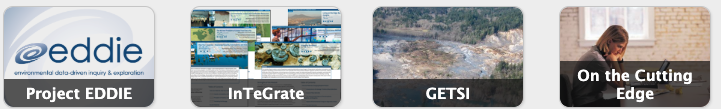 eddie
environmental data-driven inquiry & exploration
Project EDDIE
InTeGrate
GETSI
On the Cutting
Edge